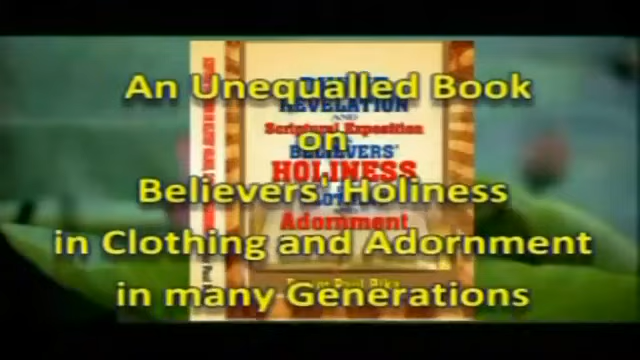 An Unequalled Book
REVELATION
AND
Scriptural Exposition
on
BELIEVERS'
HOLINESS
Believers' Holiness
Adornment
in Clothing and Adornment
in many Generations